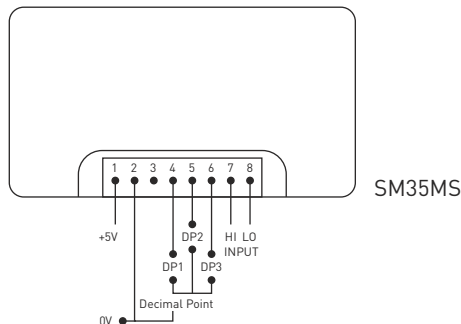 1 2 3 4 5 6 7 8
SM35MS
+5V
DP2
HI LO
INPUT
DP1
DP3
Decimal Point
0V